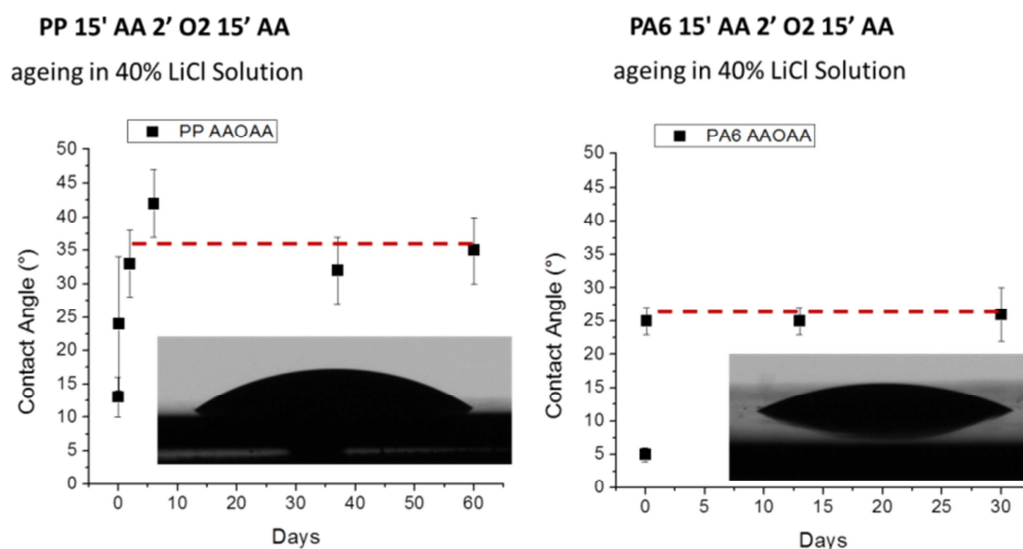 PP 15' AA 2’ O2 15’ AA
ageing in 40% LiCl Solution
PP AAOAA
50
45
40
35
30
25
20
15
10
5
0
Contact Angle (°)
0 10 20 30 40 50 60
Days
PA6 15' AA 2’ O2 15’ AA
ageing in 40% LiCl Solution
PA6 AAOAA
50
45
40
35
30
25
20
15
10
5
0
Contact Angle (°)
0 5 10 15 20 25 30
Days